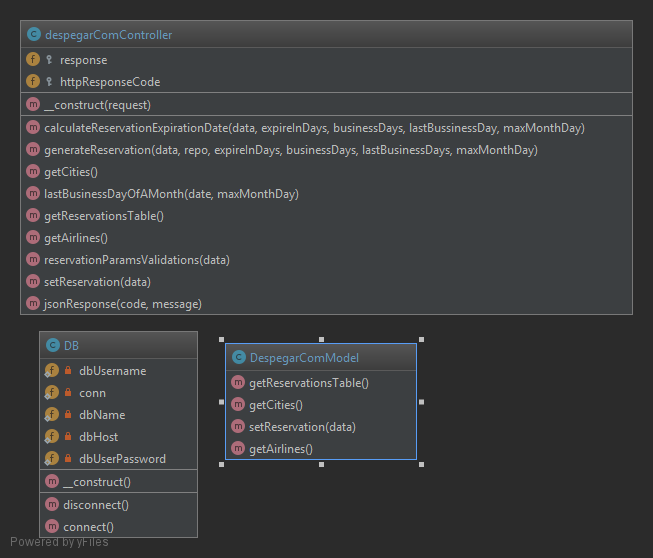 C despegarComController
f response
f httpResponseCode
m __construct(request)
m calculateReservationExpirationDate(data, expireInDays, businessDays, lastBussinessDay, maxMonthDay)
m generateReservation(data, repo, expireInDays, businessDays, lastBusinessDays, maxMonthDay)
m getCities()
m lastBusinessDayOfAMonth(date, maxMonthDay)
m getReservationsTable()
m getAirlines()
m reservationParamsValidations(data)
m setReservation(data)
m jsonResponse(code, message)
C DB
f dbUsername
f conn
f dbName
f dbHost
f dbUserPassword
m __construct()
m disconnect()
m connect()
C DespegarComModel
m getReservationsTable()
m getCities()
m setReservation(data)
m getAirlines()
Powered by yFiles